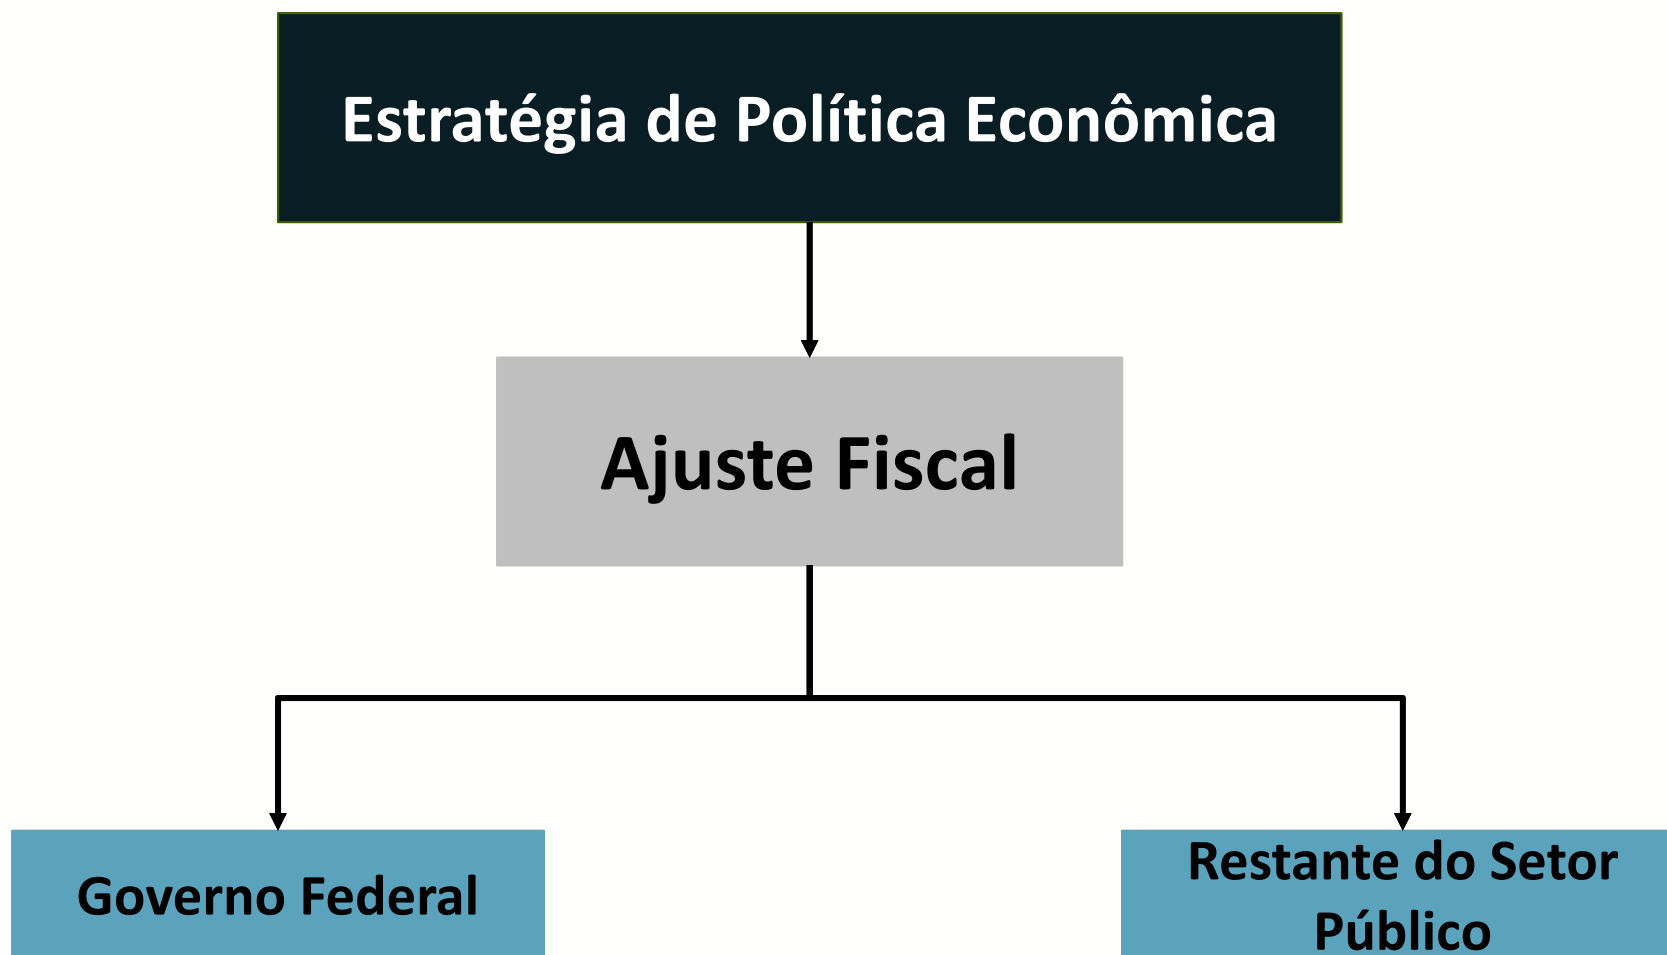 Estratégia de Política Econômica
Ajuste Fiscal
Governo Federal
Restante do Setor
Público